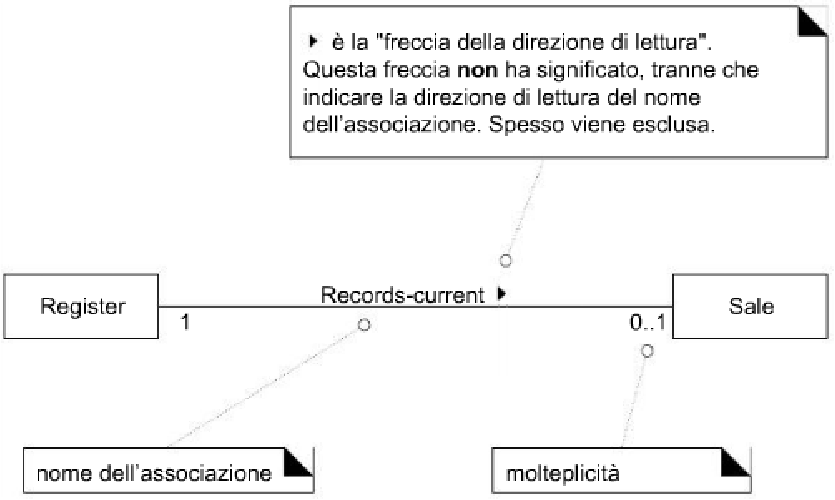 ▶ è la "freccia della direzione di lettura".
Questa freccia non ha significato, tranne che
indicare la direzione di lettura del nome
dell'associazione. Spesso viene esclusa.
Records-current ▶
Register
Sale
1
0..1
nome dell'associazione
molteplicità